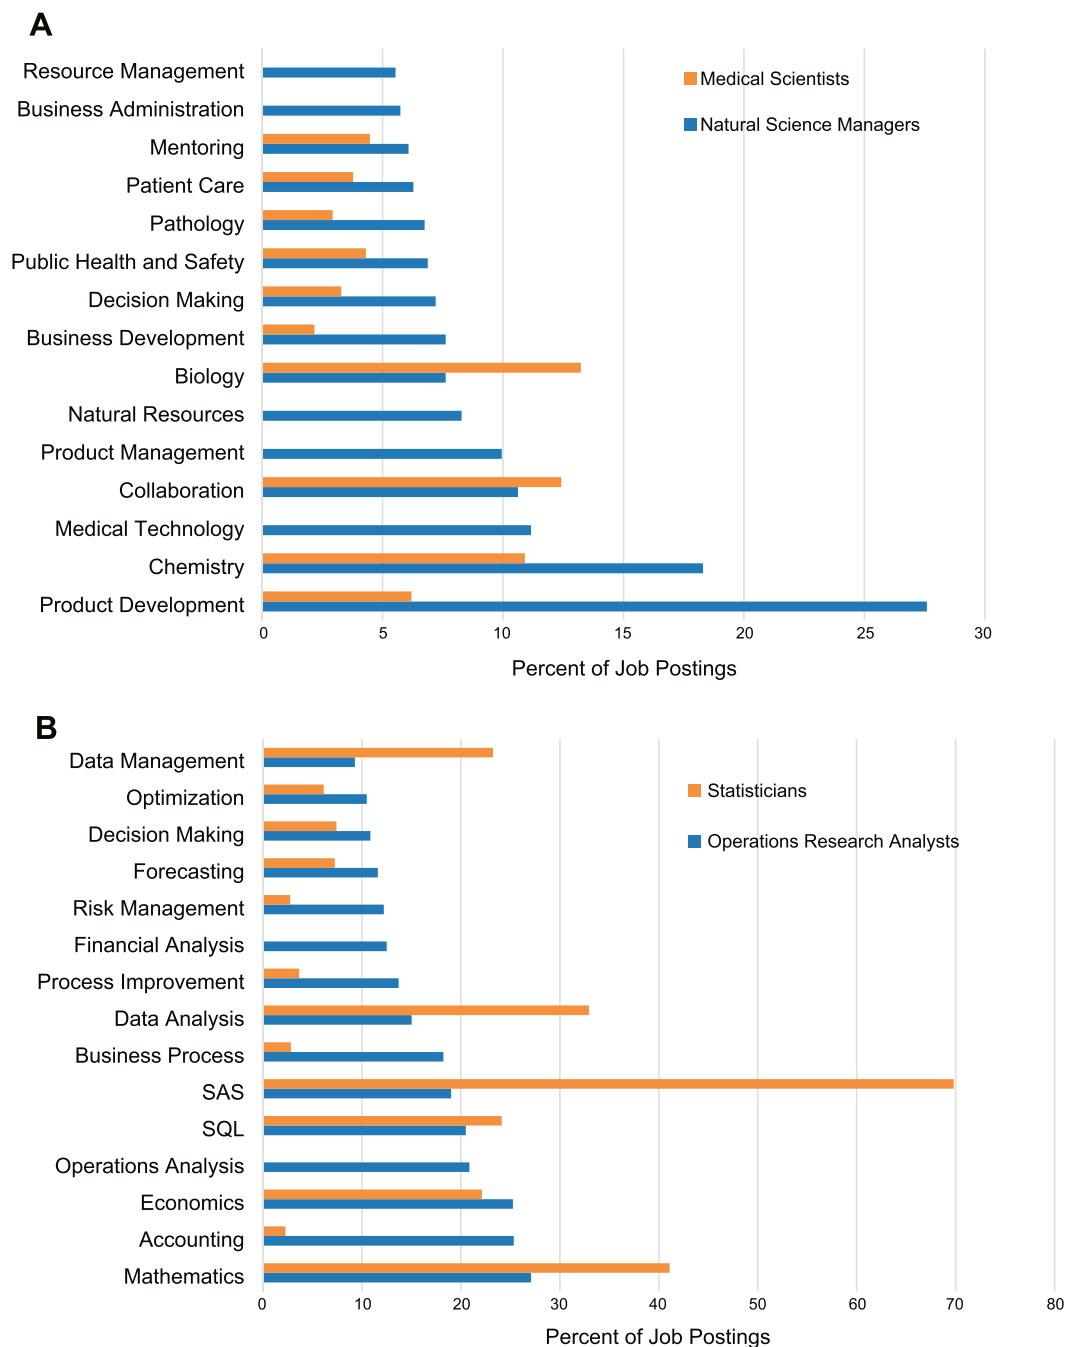 A
Resource Management
Medical Scientists
Business Administration
Natural Science Managers
Mentoring
Patient Care
Pathology
Public Health and Safety
Decision Making
Business Development
Biology
Natural Resources
Product Management
Collaboration
Medical Technology
Chemistry
Product Development
0 5 10 15 20 25 30
Percent of Job Postings
B
Data Management
Statisticians
Optimization
Decision Making
Operations Research Analysts
Forecasting
Risk Management
Financial Analysis
Process Improvement
Data Analysis
Business Process
SAS
SQL
Operations Analysis
Economics
Accounting
Mathematics
0 10 20 30 40 50 60 70 80
Percent of Job Postings